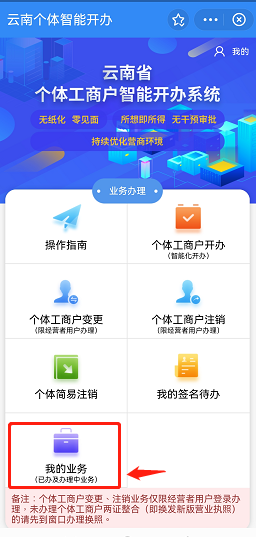 云南个体智能开办
我的
云南省
个体工商户智能开办系统
无纸化 零见面 所想即所得 无干预审批
持续优化营商环境
业务办理
操作指南
个体工商户开办
(智能化开办)
个体工商户变更
(限经营者用户办理)
个体工商户注销
(限经营者用户办理)
个体简易注销
我的签名待办
我的业务
(已办及办理中业务)
备注：个体工商户变更、注销业务仅限经营者用户登录办
理，未办理个体工商户两证整合（即换发新版营业执照）
的请先到窗口办理换照。